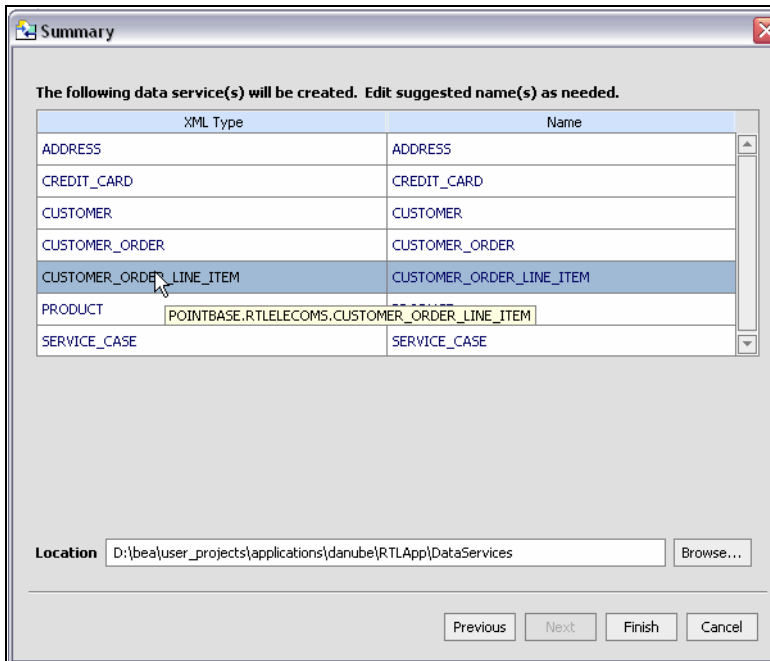 Summary
The following data service(s) will be created. Edit suggested name(s) as needed.
XML Type Name
ADDRESS ADDRESS
CREDIT_CARD CREDIT_CARD
CUSTOMER CUSTOMER
CUSTOMER_ORDER CUSTOMER_ORDER
CUSTOMER_ORDER_LINE_ITEM CUSTOMER_ORDER_LINE_ITEM
PRODUCT
POINTBASE.RTLELECOMS.CUSTOMER_ORDER_LINE_ITEM
SERVICE_CASE SERVICE_CASE
Location D:\bea\user_projects\applications\danube\RTLApp\DataServices Browse...
Previous Next Finish Cancel